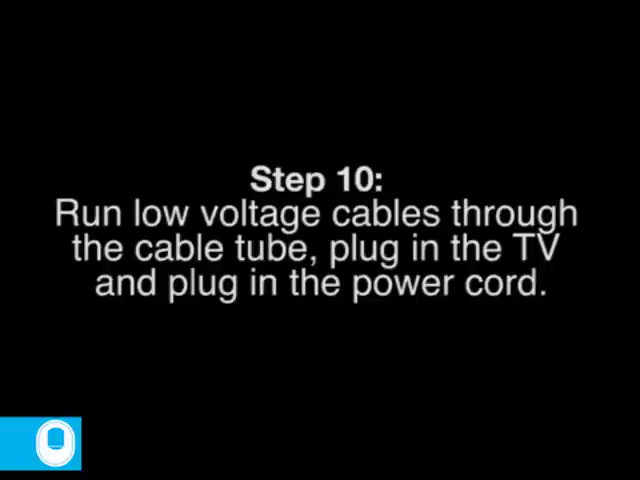 Step 10:
Run low voltage cables through
the cable tube, plug in the TV
and plug in the power cord.